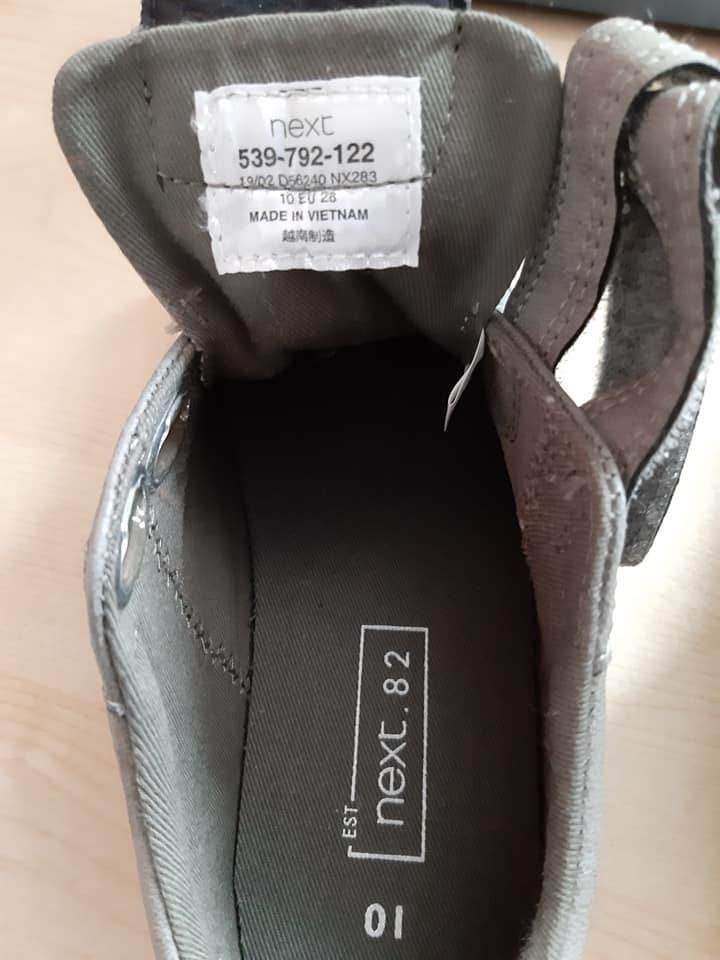 next
539-792-122
19/02 D56240 NX283
10 EU 28
MADE IN VIETNAM
越南制造
EST
next.82
10